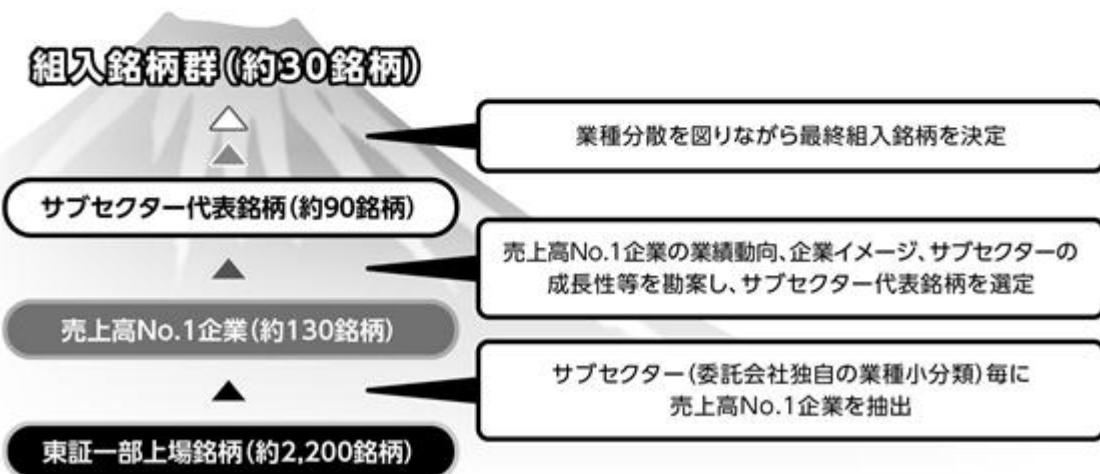 組入銘柄群(約30銘柄)
業種分散を図りながら最終組入銘柄を決定
サブセクター代表銘柄(約90銘柄)
売上高No.1企業の業績動向、企業イメージ、サブセクターの
成長性等を勘案し、サブセクター代表銘柄を選定
売上高No.1企業(約130銘柄)
サブセクター(委託会社独自の業種小分類)毎に
売上高No.1企業を抽出
東証一部上場銘柄(約2,200銘柄)